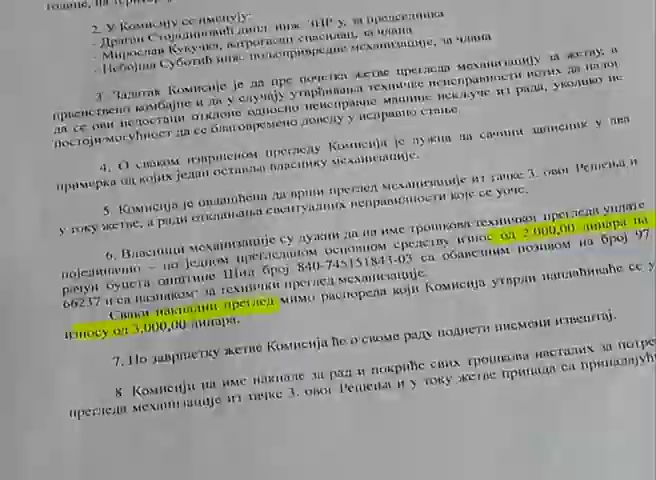 године, на територ
2. У Комисију се именују:
- Драган Стојадиновић дипл. инж. ЗНР у, за председника
- Мирослав Кукучка, ватрогасац спасилац, за члана
- Небојша Суботић инж. пољопривредне механизације, за члана
3. Задатак Комисије је да пре почетка жетве прегледа механизацију за жетву, а
првенствено комбајне и да у случају утврђивања техничке неисправности истих да налог
да се ови недостаци отклоне односно неисправне машине искључе из рада, уколико не
постоји могућност да се благовремено доведу у исправно стање.
4. О сваком извршеном прегледу Комисија је дужна да сачини записник у два
примерка од којих један оставља власнику механизације.
5. Комисија је овлашћена да врши преглед механизације из тачке 3. овог Решења и
у току жетве, а ради отклањања евентуалних неправилности које се уоче.
6. Власници механизације су дужни да на име трошкова техничког прегледа уплате
појединачно – по једном прегледаном основном средству износ од 2.000,00 динара на
рачун буџета општине Шид број 840-745151843-03 са обавезним позивом на број 97
66237 и са назнаком" за технички преглед механизације.
Сваки накнадни преглед мимо распореда који Комисија утврди наплаћиваће се у
износу од 3.000,00 динара.
7. По завршетку жетве Комисија ће о своме раду поднети писмени извештај.
8 Комисији на име накнаде за рад и покриће свих трошкова насталих за потре
прегледа механизације из тачке 3. овог Решења и у току жетве припада са припадајућ